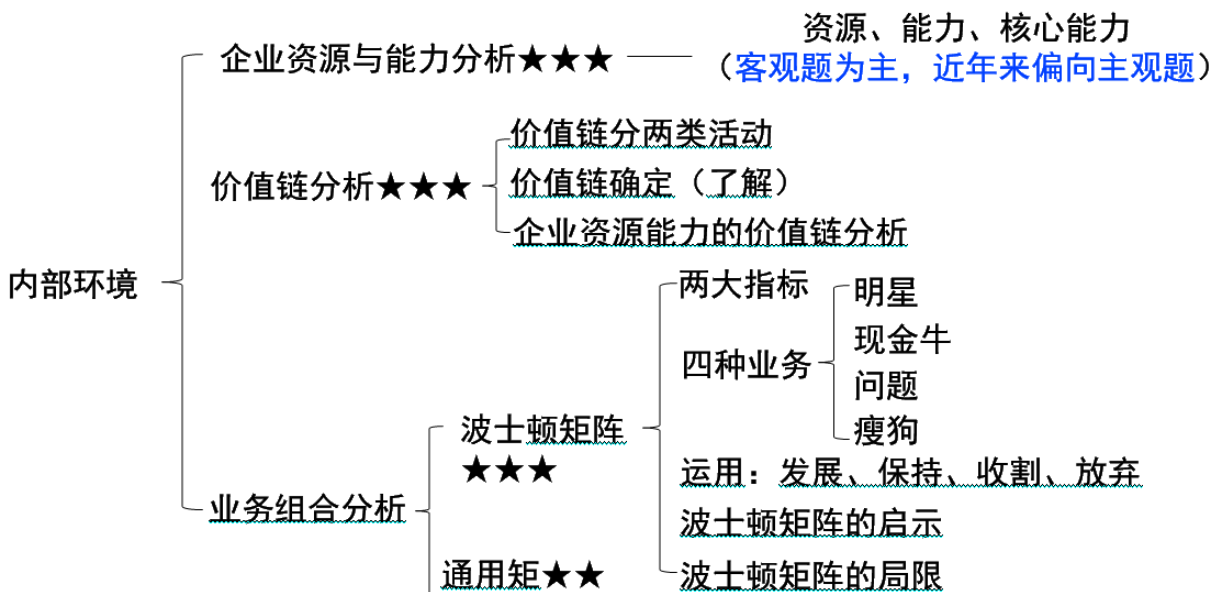 内部环境
企业资源与能力分析★★★
资源、能力、核心能力
（客观题为主，近年来偏向主观题）
价值链分析★★★
价值链分两类活动
价值链确定（了解）
企业资源能力的价值链分析
业务组合分析
波士顿矩阵
★★★
两大指标
四种业务
明星
现金牛
问题
瘦狗
运用：发展、保持、收割、放弃
波士顿矩阵的启示
波士顿矩阵的局限
通用矩★★